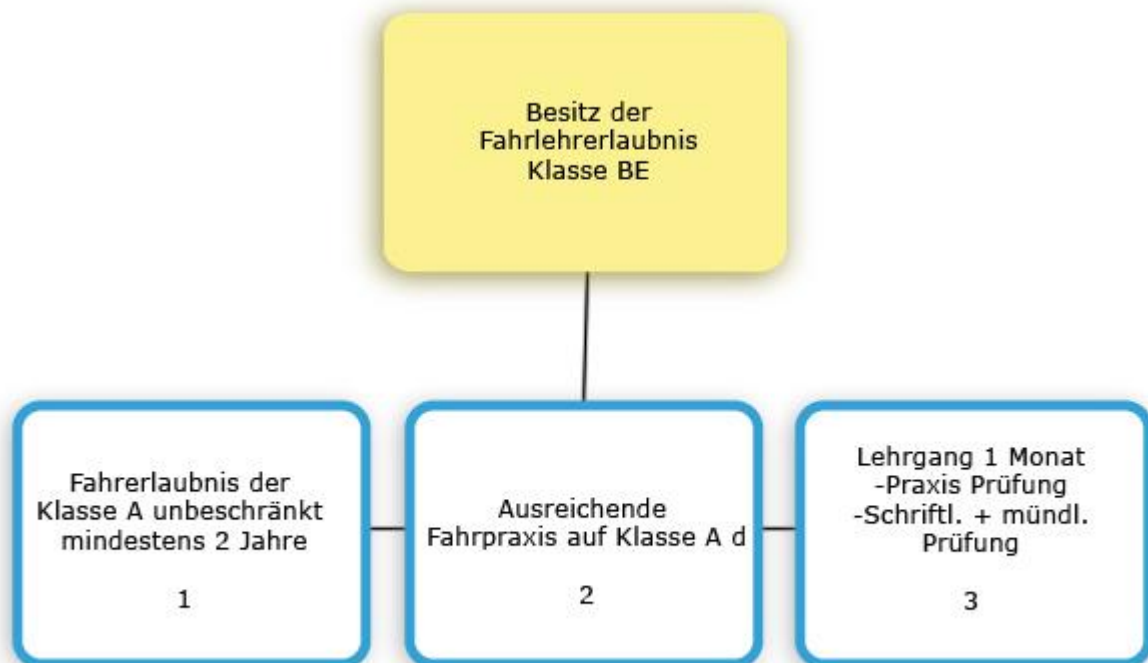 Besitz der
Fahrlehrerlaubnis
Klasse BE
Fahrerlaubnis der
Klasse A unbeschränkt
mindestens 2 Jahre
1
Ausreichende
Fahrpraxis auf Klasse A d
2
Lehrgang 1 Monat
-Praxis Prüfung
-Schriftl. + mündl.
Prüfung
3